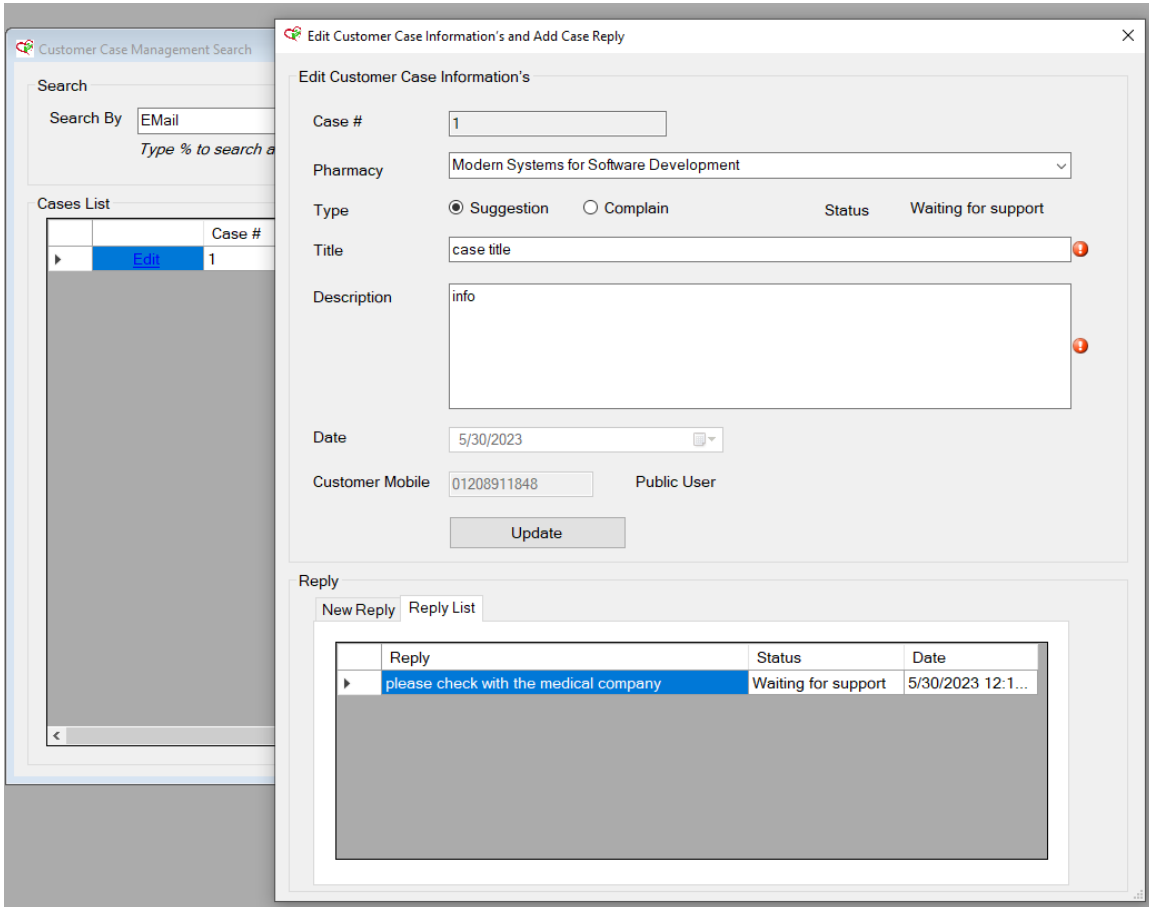 Customer Case Management Search
Search
Search By EMail
Type % to search a
Cases List
Case #
Edit 1
Edit Customer Case Information's and Add Case Reply
Edit Customer Case Information's
Case # 1
Pharmacy Modern Systems for Software Development
Type Suggestion Complain Status Waiting for support
Title case title
Description info
Date 5/30/2023
Customer Mobile 01208911848 Public User
Update
Reply
New Reply Reply List
Reply Status Date
please check with the medical company Waiting for support 5/30/2023 12:1...